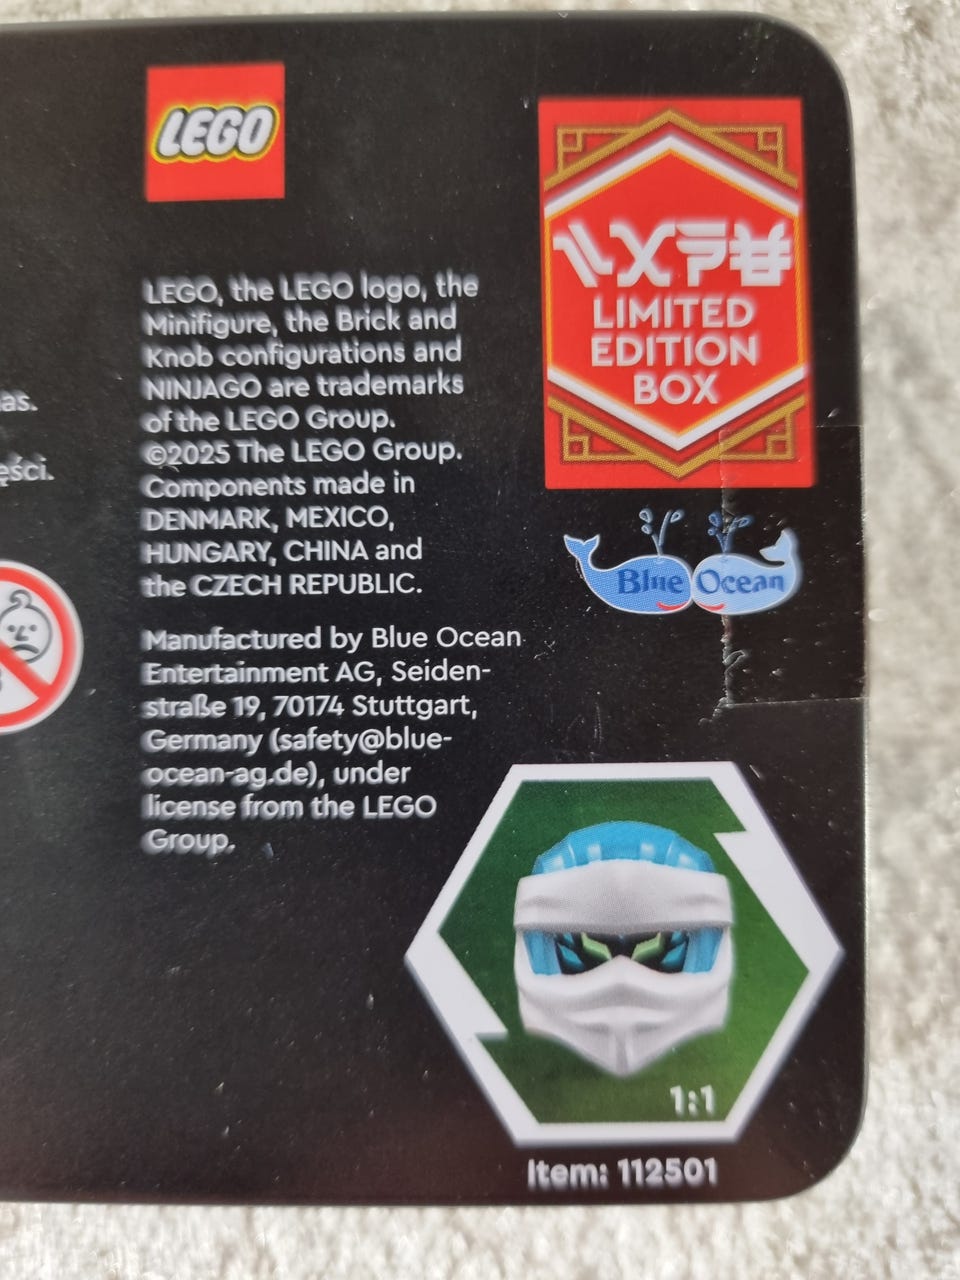 LEGO
LEGO, the LEGO logo, the
Minifigure, the Brick and
Knob configurations and
NINJAGO are trademarks
of the LEGO Group.
©2025 The LEGO Group.
Components made in
DENMARK, MEXICO,
HUNGARY, CHINA and
the CZECH REPUBLIC.
Manufactured by Blue Ocean
Entertainment AG, Seiden-
straße 19, 70174 Stuttgart,
Germany (safety@blue-
ocean-ag.de), under
license from the LEGO
Group.
LIMITED
EDITION
BOX
Blue Ocean
1:1
Item: 112501